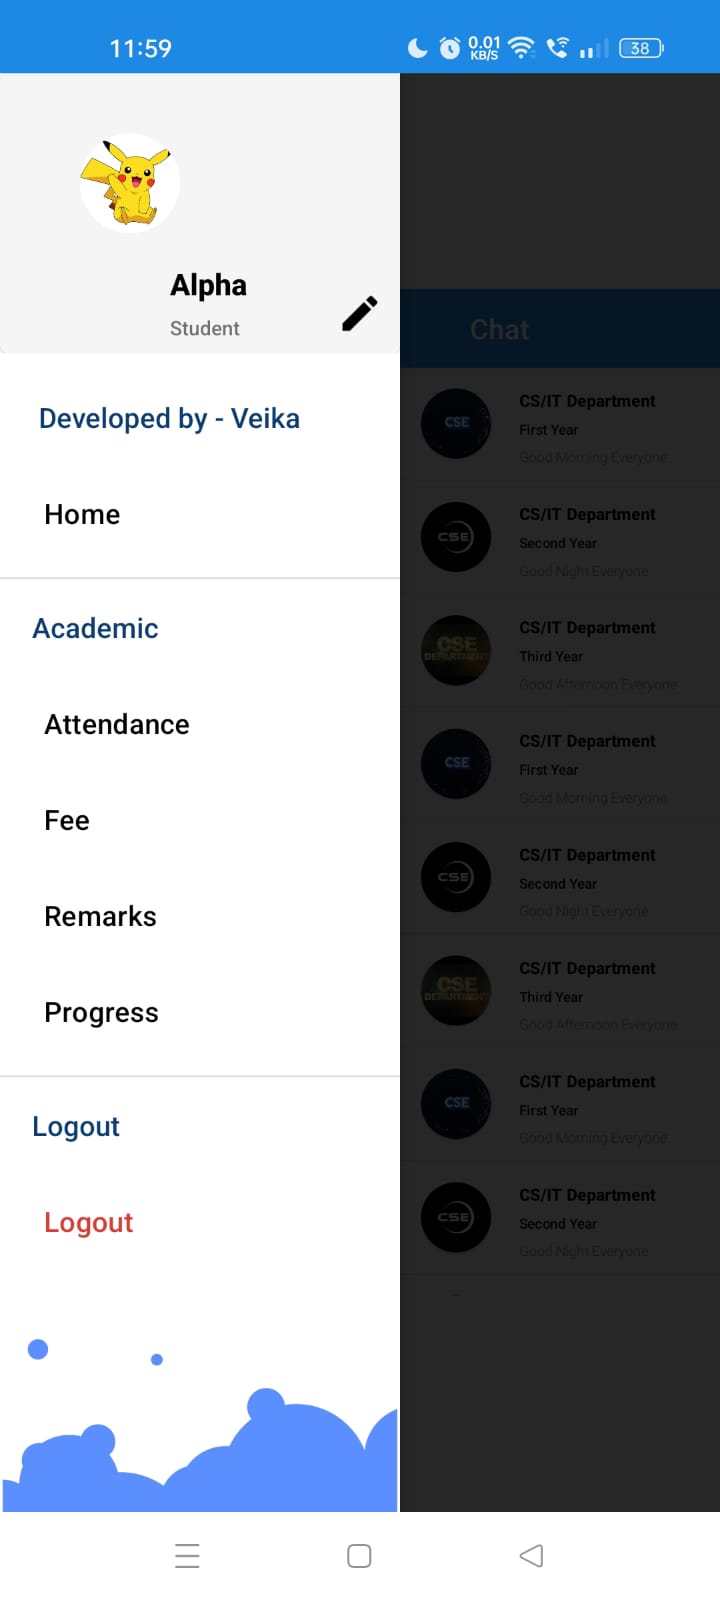 11:59
0.01
KB/S
38
Alpha
Student
Developed by - Veika
Home
Academic
Attendance
Fee
Remarks
Progress
Logout
Logout
Chat
CSE
CS/IT Department
First Year
Good Morning Everyone
CSE
CS/IT Department
Second Year
Good Night Everyone
CSE
DEPARTMENT
CS/IT Department
Third Year
Good Afternoon Everyone
CSE
CS/IT Department
First Year
Good Morning Everyone
CSE
CS/IT Department
Second Year
Good Night Everyone
CSE
DEPARTMENT
CS/IT Department
Third Year
Good Afternoon Everyone
CSE
CS/IT Department
First Year
Good Morning Everyone
CSE
CS/IT Department
Second Year
Good Night Everyone